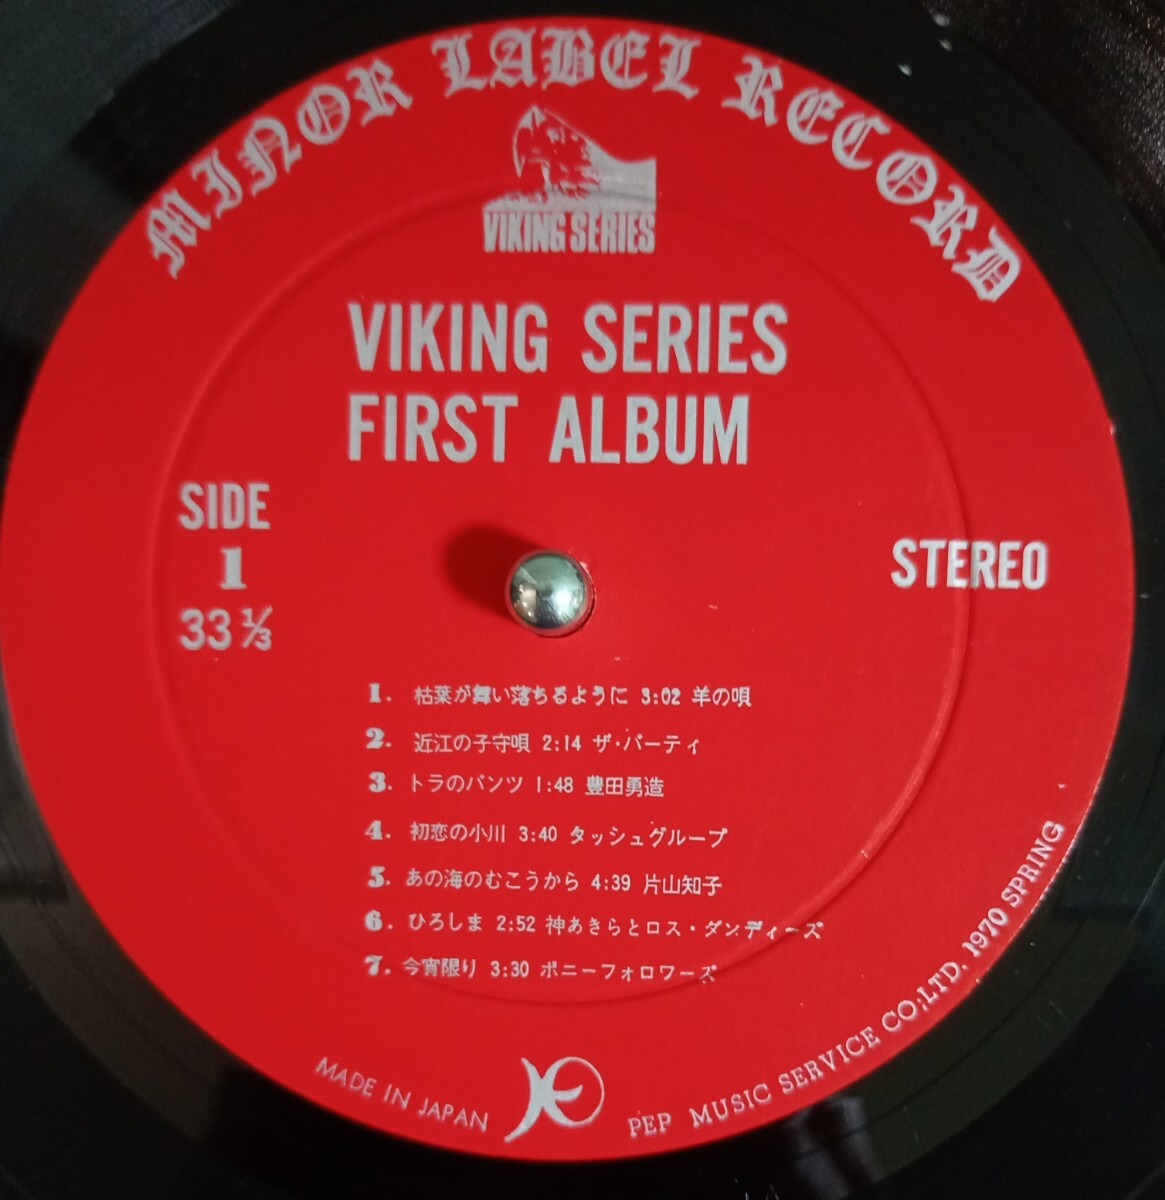 MINOR LABEL RECORD
VIKING SERIES
VIKING SERIES
FIRST ALBUM
SIDE
1
33 ⅓
STEREO
1. 枯葉が舞い落ちるように 3:02 羊の唄
2. 近江の子守唄 2:14 ザ・パーティ
3. トラのパンツ 1:48 豊田勇造
4. 初恋の小川 3:40 タッシュグループ
5. あの海のむこうから 4:39 片山知子
6. ひろしま 2:52 神あきらとロス・ダンディーズ
7. 今宵限り 3:30 ポニーフォロワーズ
MADE IN JAPAN
PEP MUSIC SERVICE CO;LTD. 1970 SPRING